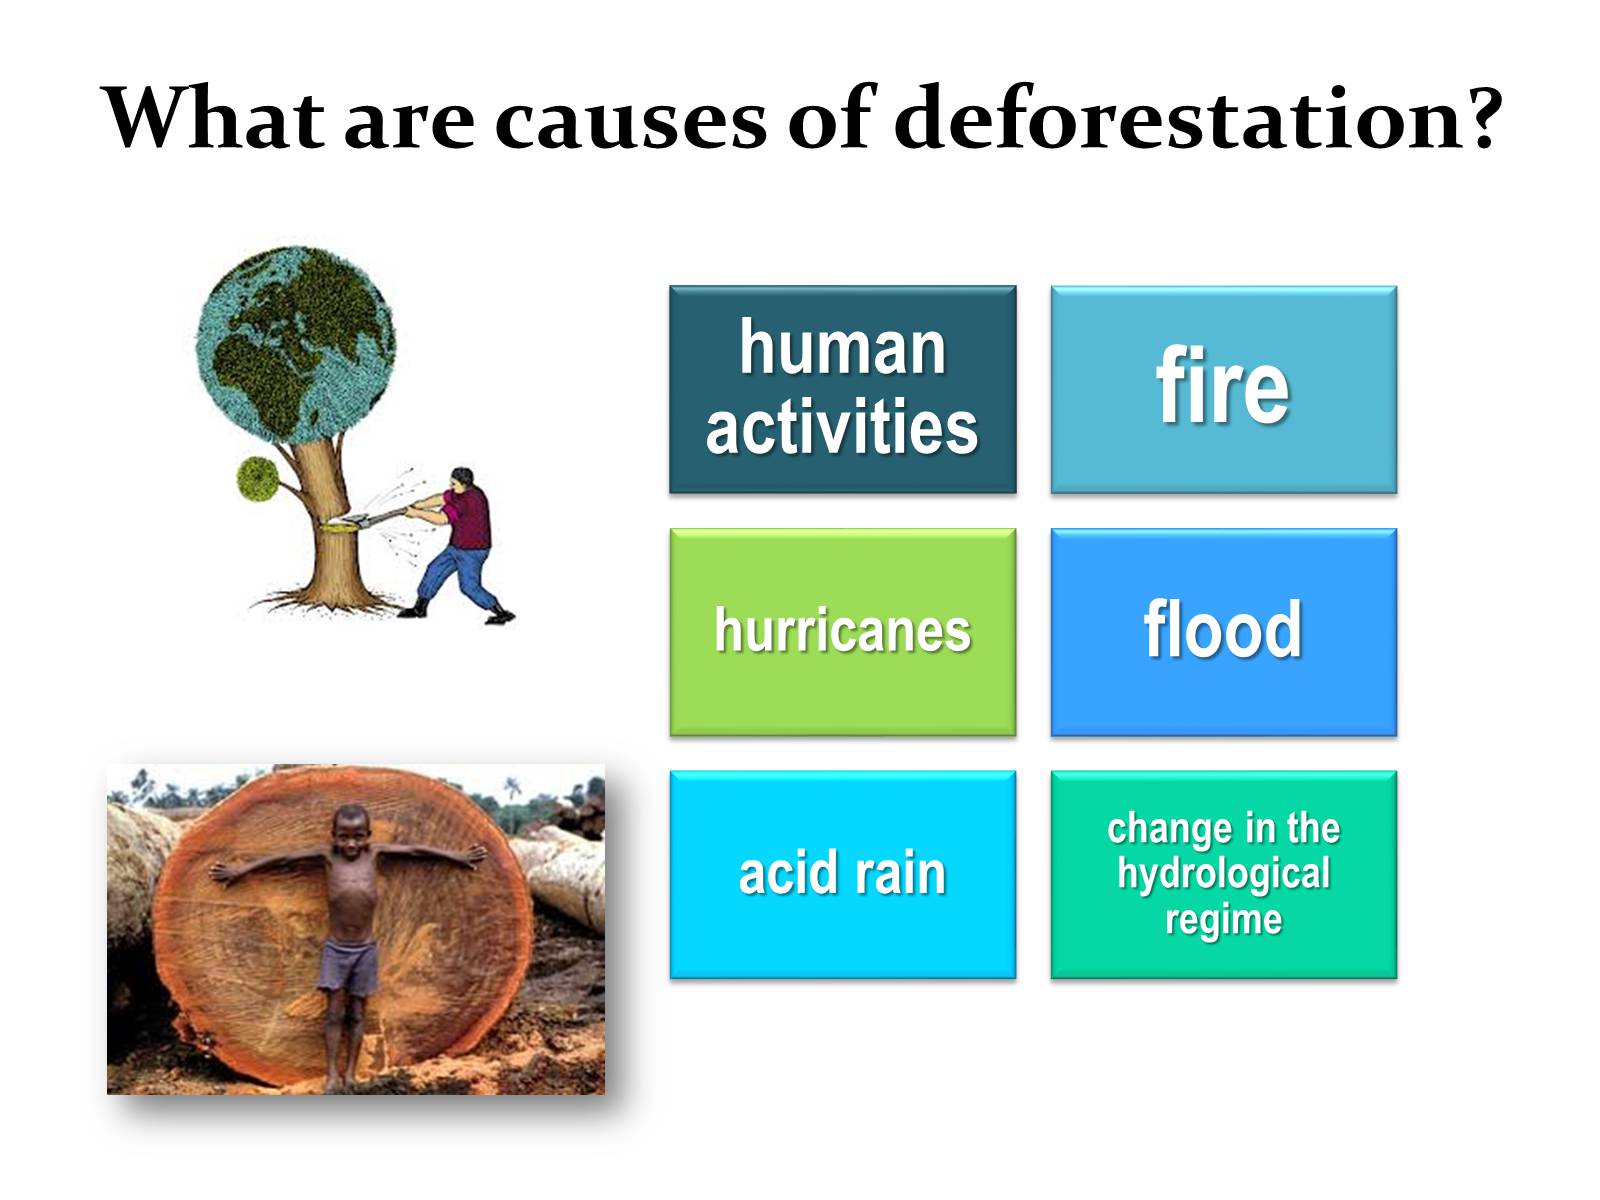 What are causes of deforestation?
human
activities
fire
hurricanes
flood
acid rain
change in the
hydrological
regime